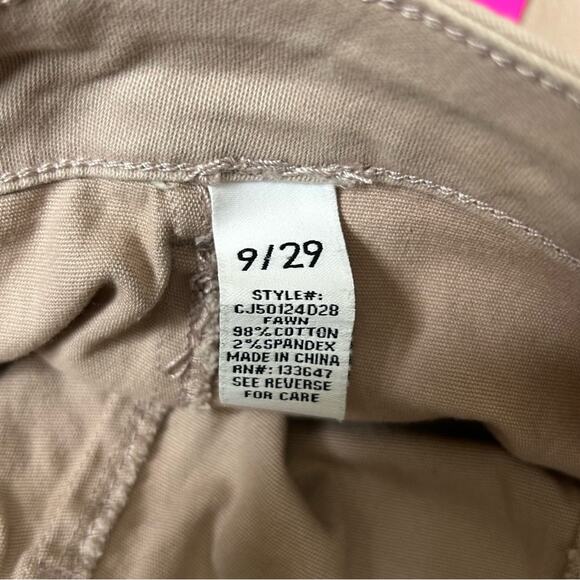 9/29
STYLE#:
CJ50124D28
FAWN
98%COTTON
2%SPANDEX
MADE IN CHINA
RN#: 133647
SEE REVERSE
FOR CARE